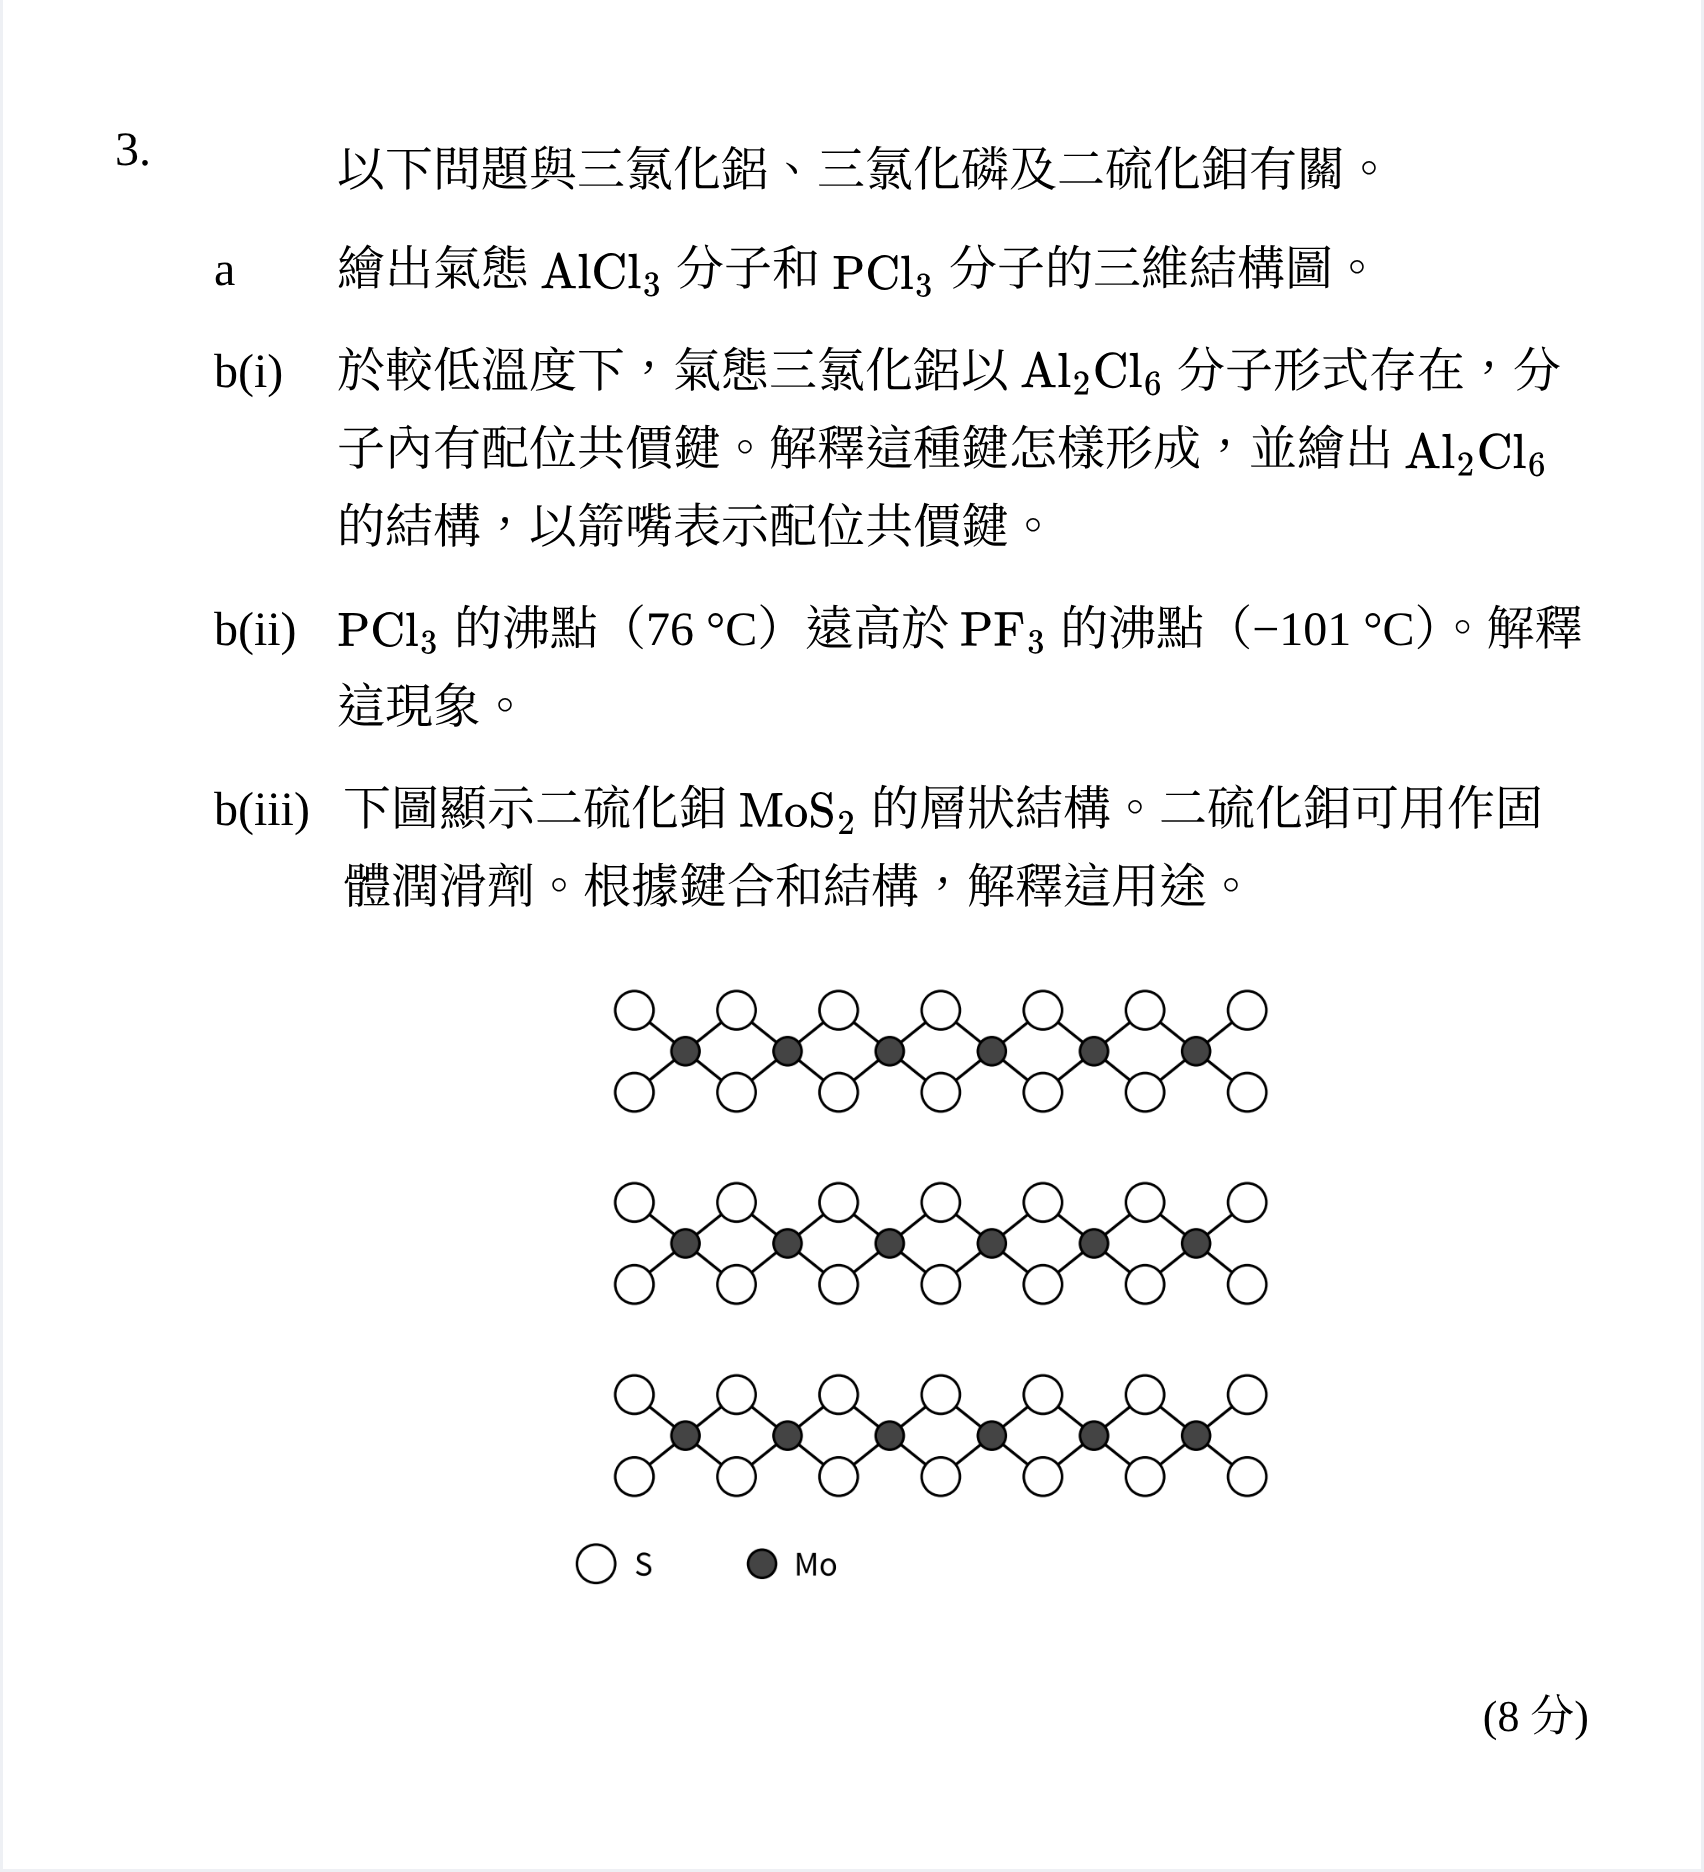 3. 以下問題與三氯化鋁、三氯化磷及二硫化鉬有關。
a 繪出氣態 AlCl₃ 分子和 PCl₃ 分子的三維結構圖。
b(i) 於較低溫度下，氣態三氯化鋁以 Al₂Cl₆ 分子形式存在，分
子內有配位共價鍵。解釋這種鍵怎樣形成，並繪出 Al₂Cl₆
的結構，以箭嘴表示配位共價鍵。
b(ii) PCl₃ 的沸點（76 °C）遠高於 PF₃ 的沸點（−101 °C）。解釋
這現象。
b(iii) 下圖顯示二硫化鉬 MoS₂ 的層狀結構。二硫化鉬可用作固
體潤滑劑。根據鍵合和結構，解釋這用途。
S Mo
(8 分)